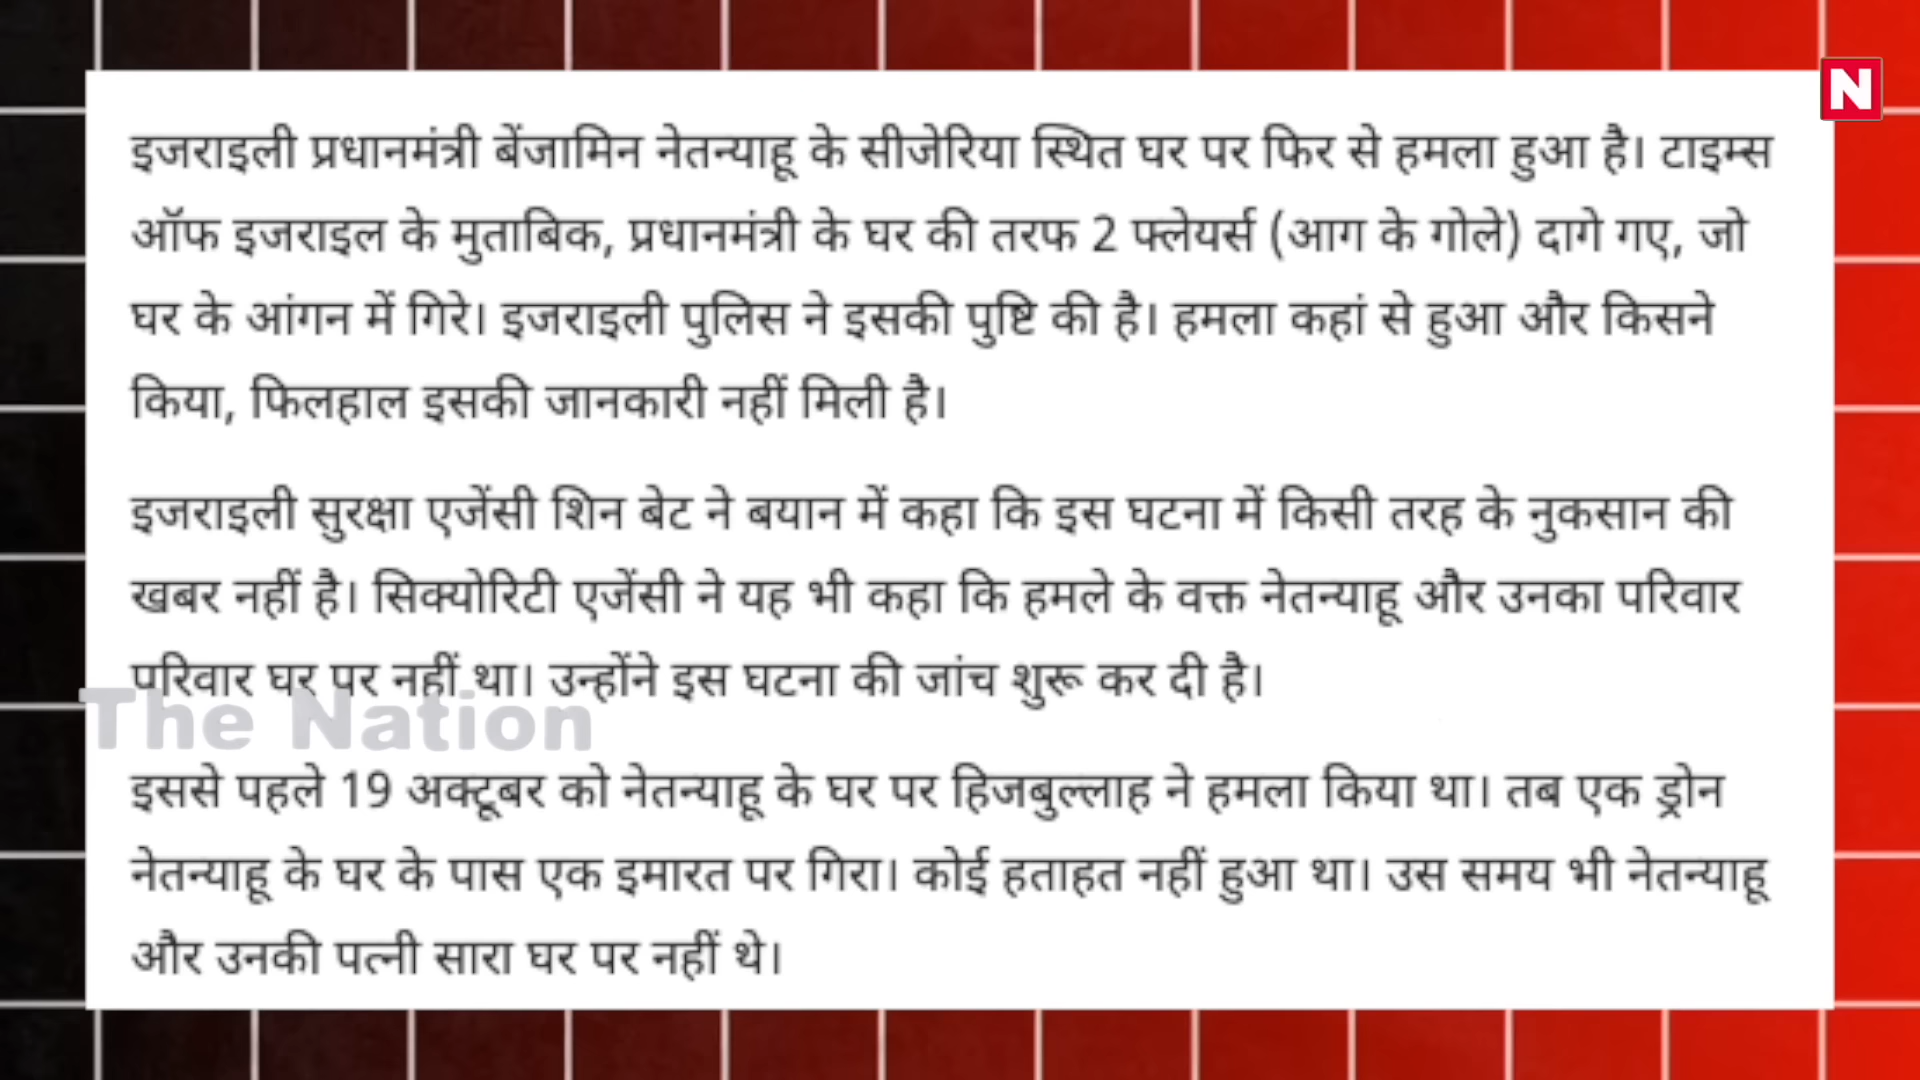 N
इजराइली प्रधानमंत्री बेंजामिन नेतन्याहू के सीजेरिया स्थित घर पर फिर से हमला हुआ है। टाइम्स
ऑफ इजराइल के मुताबिक, प्रधानमंत्री के घर की तरफ 2 फ्लेयर्स (आग के गोले) दागे गए, जो
घर के आंगन में गिरे। इजराइली पुलिस ने इसकी पुष्टि की है। हमला कहां से हुआ और किसने
किया, फिलहाल इसकी जानकारी नहीं मिली है।
इजराइली सुरक्षा एजेंसी शिन बेट ने बयान में कहा कि इस घटना में किसी तरह के नुकसान की
खबर नहीं है। सिक्योरिटी एजेंसी ने यह भी कहा कि हमले के वक्त नेतन्याहू और उनका परिवार
परिवार घर पर नहीं था। उन्होंने इस घटना की जांच शुरू कर दी है।
The Nation
इससे पहले 19 अक्टूबर को नेतन्याहू के घर पर हिजबुल्लाह ने हमला किया था। तब एक ड्रोन
नेतन्याहू के घर के पास एक इमारत पर गिरा। कोई हताहत नहीं हुआ था। उस समय भी नेतन्याहू
और उनकी पत्नी सारा घर पर नहीं थे।